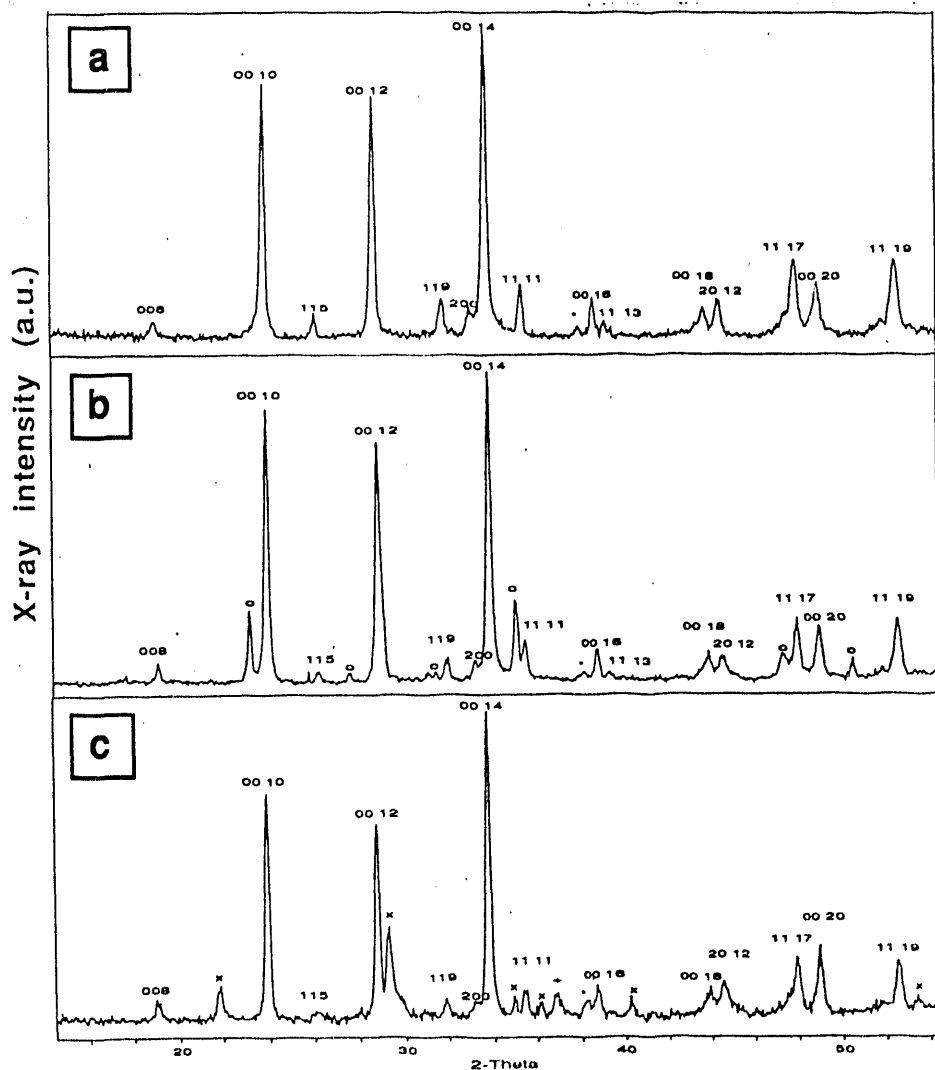 X-ray intensity (a.u.)
a
008
00 10
115
00 12
119
200
00 14
11 11
00 16
11 13
00 18
20 12
11 17
00 20
11 19
b
008
o
00 10
115
o
00 12
o
119
200
00 14
o
11 11
00 16
11 13
00 18
20 12
o
11 17
00 20
o
11 19
c
008
x
00 10
115
00 12
x
119
200
00 14
x
11 11
x
+
00 16
x
00 18
20 12
11 17
00 20
11 19
x
20 30 40 50
2-Theta